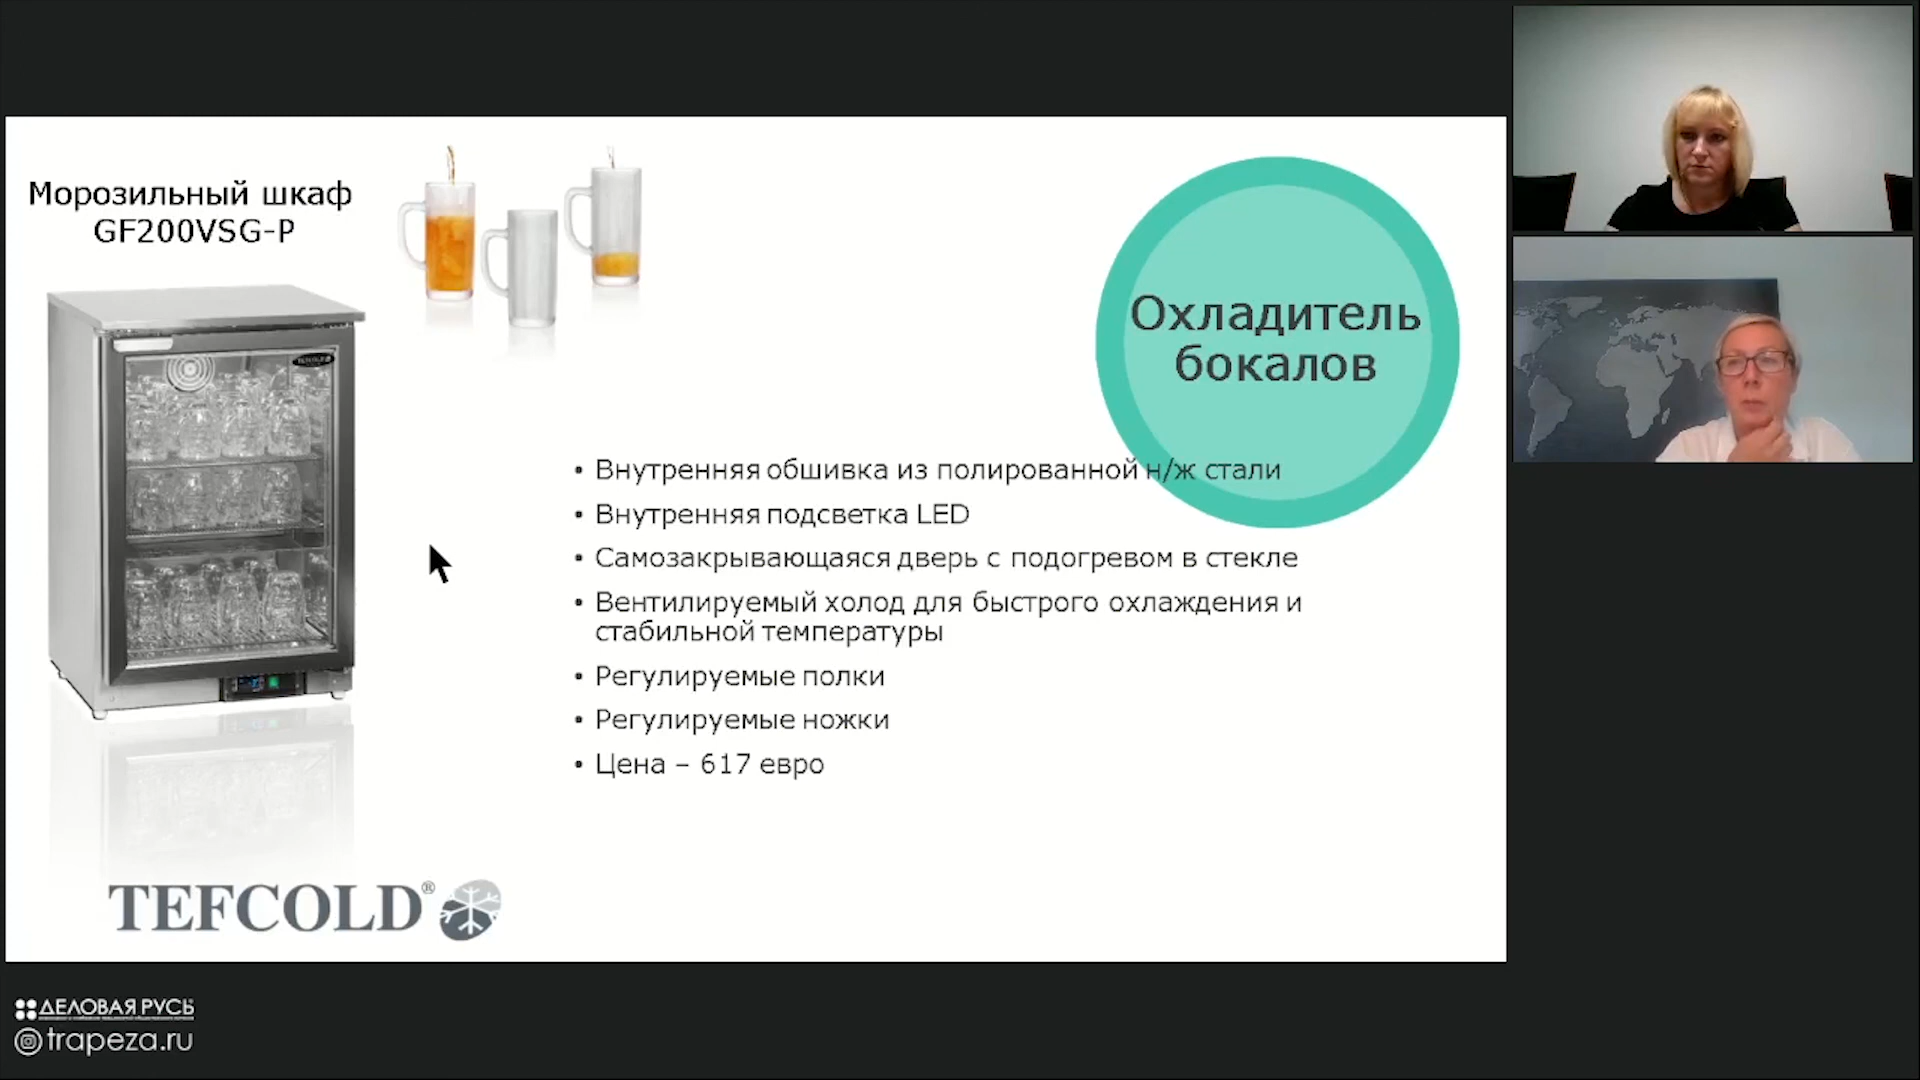 Морозильный шкаф
GF200VSG-P
Охладитель
бокалов
TEFCOLD
• Внутренняя обшивка из полированной н/ж стали
• Внутренняя подсветка LED
• Самозакрывающаяся дверь с подогревом в стекле
• Вентилируемый холод для быстрого охлаждения и
стабильной температуры
• Регулируемые полки
• Регулируемые ножки
• Цена – 617 евро
TEFCOLD®
ДЕЛОВАЯ РУСЬ
trapeza.ru